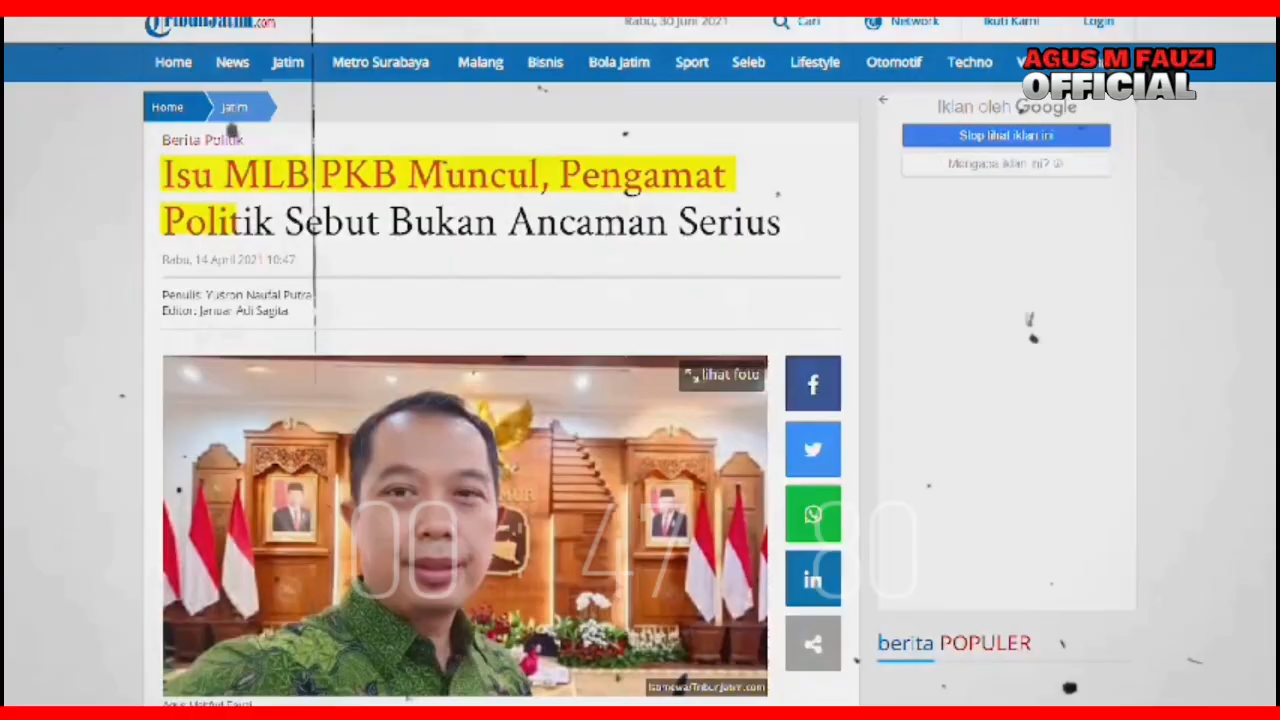 TribunJatim.com
Rabu, 30 Juni 2021
Cari
Network
Ikuti Kami
Login
Home News Jatim Metro Surabaya Malang Bisnis Bola Jatim Sport Seleb Lifestyle Otomotif Techno
AGUS M FAUZI
OFFICIAL
Home Jatim
Iklan oleh Google
Stop lihat iklan ini
Mengapa iklan ini?
Berita Politik
Isu MLB PKB Muncul, Pengamat
Politik Sebut Bukan Ancaman Serius
Rabu, 14 April 2021 10:47
Penulis: Yusron Naufal Putra
Editor: Januar Adi Sagita
lihat foto
00 47 80
Istimewa/TribunJatim.com
berita POPULER